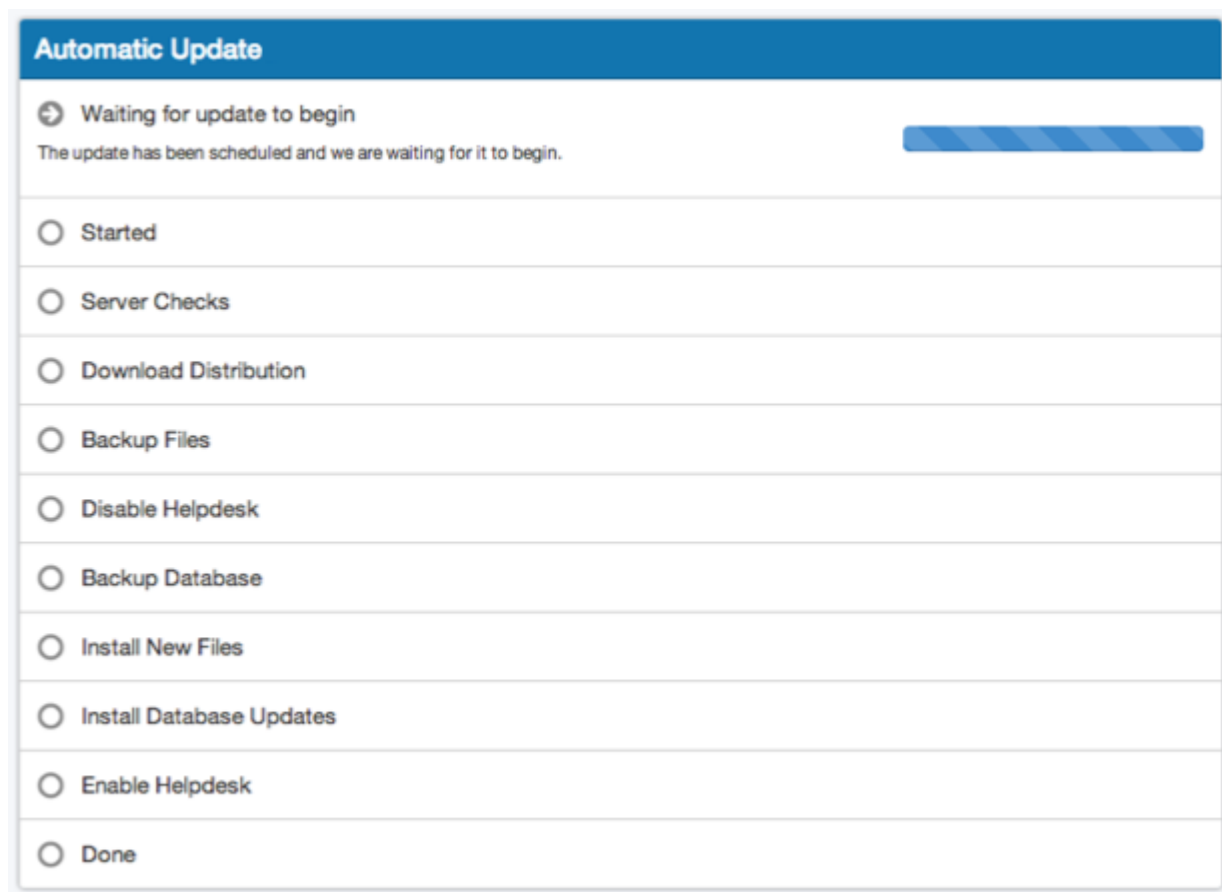 Automatic Update
Waiting for update to begin
The update has been scheduled and we are waiting for it to begin.
Started
Server Checks
Download Distribution
Backup Files
Disable Helpdesk
Backup Database
Install New Files
Install Database Updates
Enable Helpdesk
Done